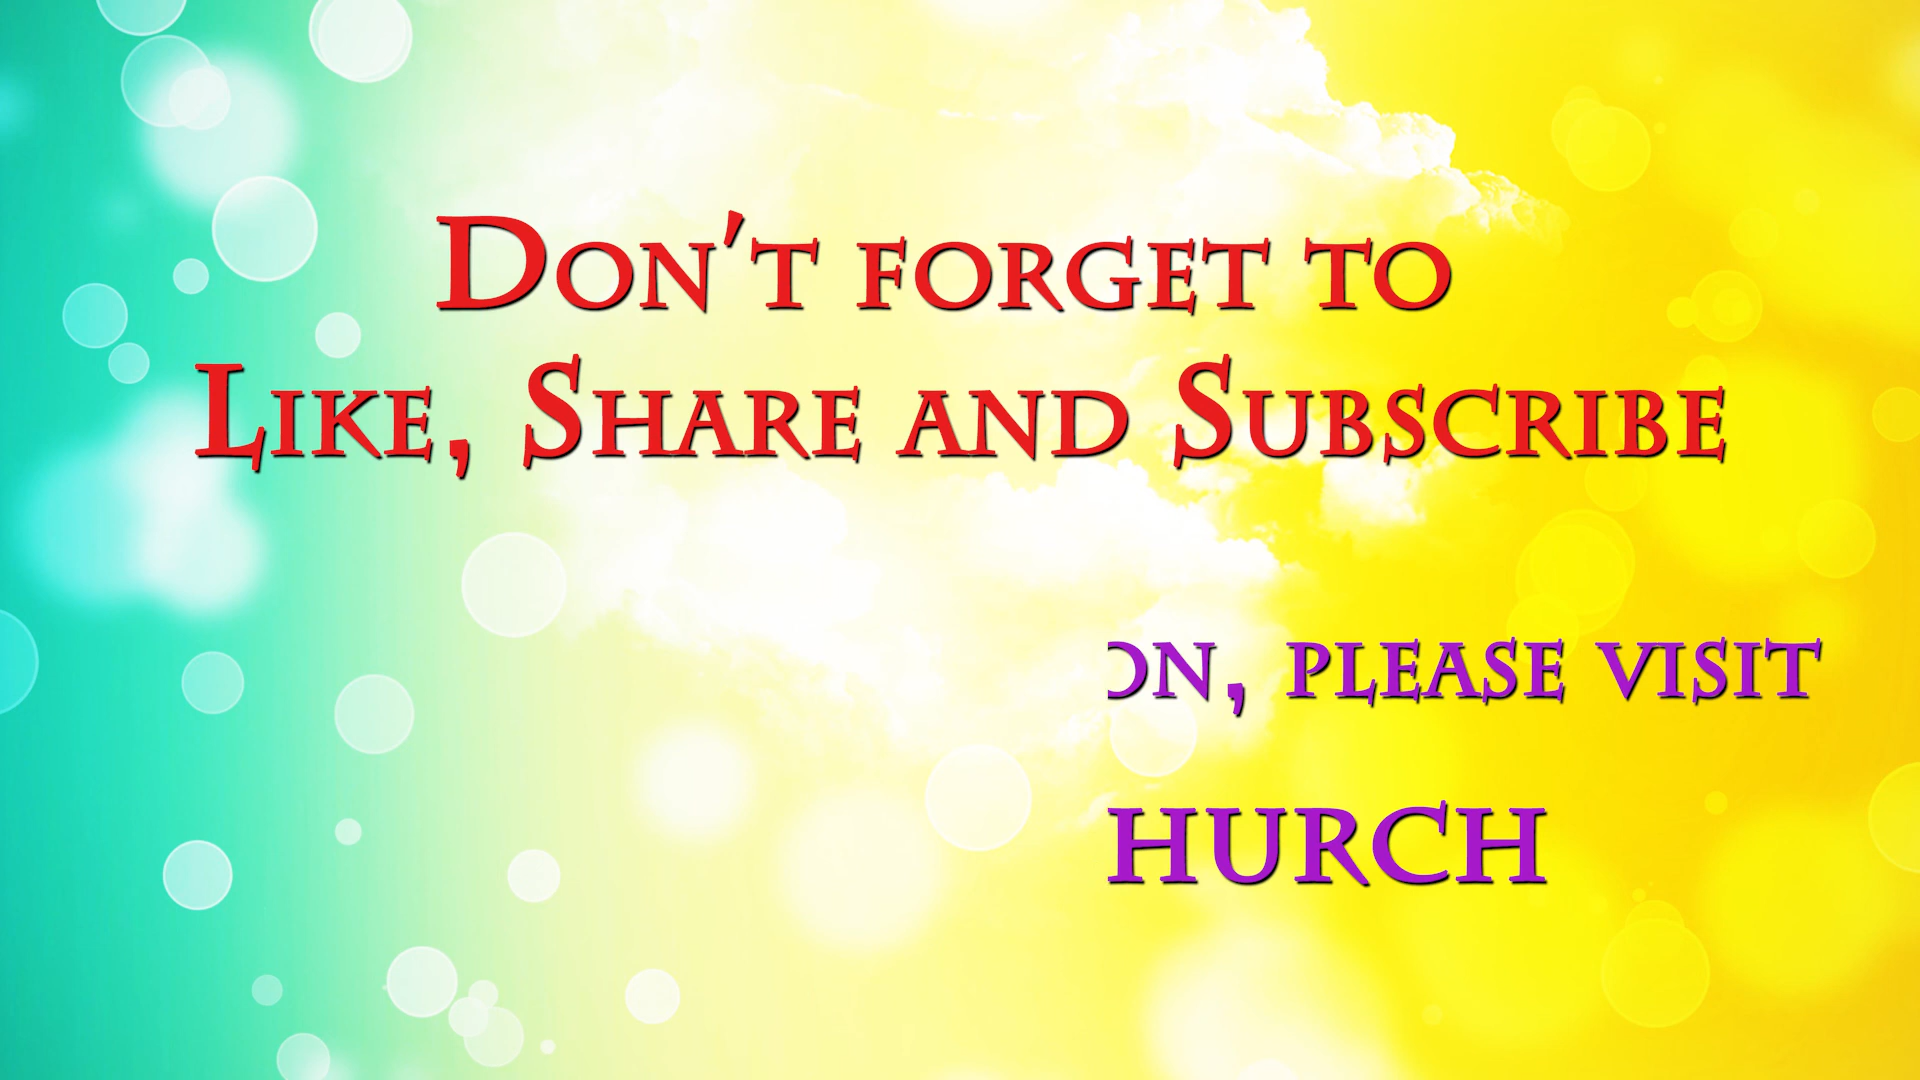 Don't forget to
Like, Share and Subscribe
on, please visit
hurch